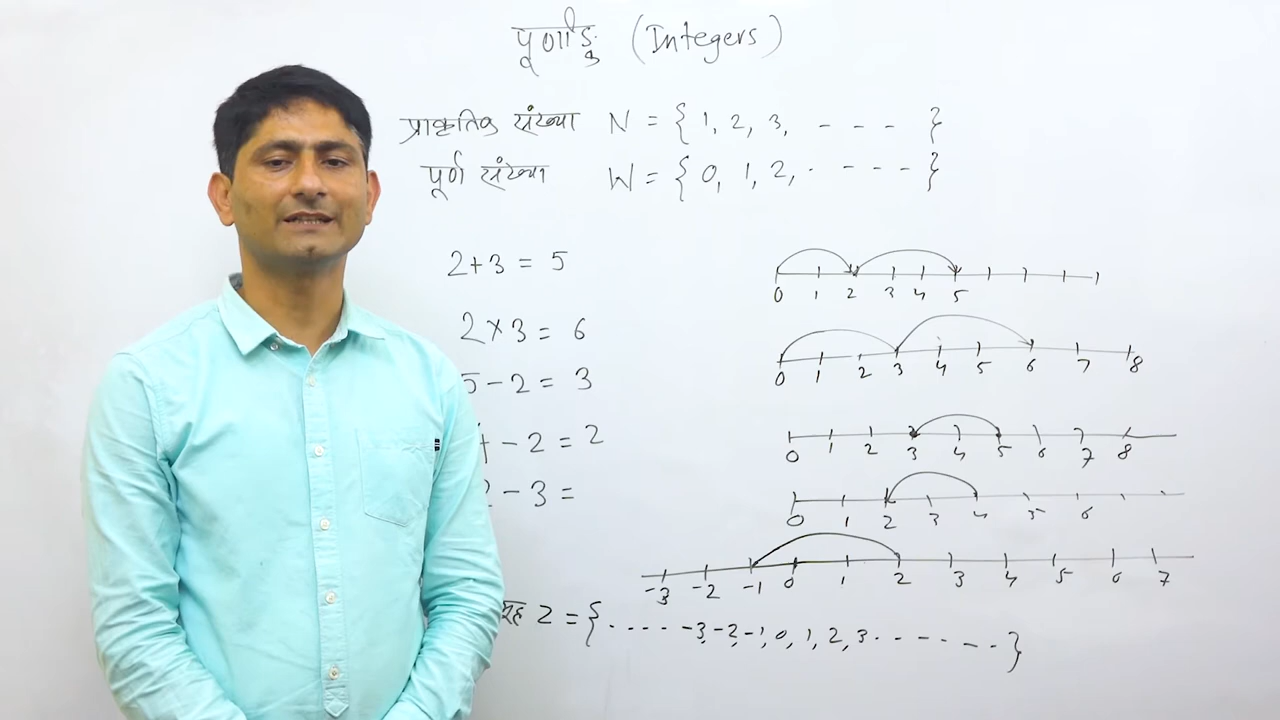 पूर्णाङ्क (Integers)
प्राकृतिक संख्या N = {1, 2, 3, - - - - }
पूर्ण संख्या W = {0, 1, 2, - - - - - }
2+3 = 5
0 1 2 3 4 5
2×3 = 6
0 1 2 3 4 5 6 7 8
5-2 = 3
0 1 2 3 4 5 6 7 8
-2 = 2
0 1 2 3 4 5 6
2-3 =
-3 -2 -1 0 1 2 3 4 5 6 7
Z = {. . . . . -3, -2, -1, 0, 1, 2, 3 - - - - - - - }